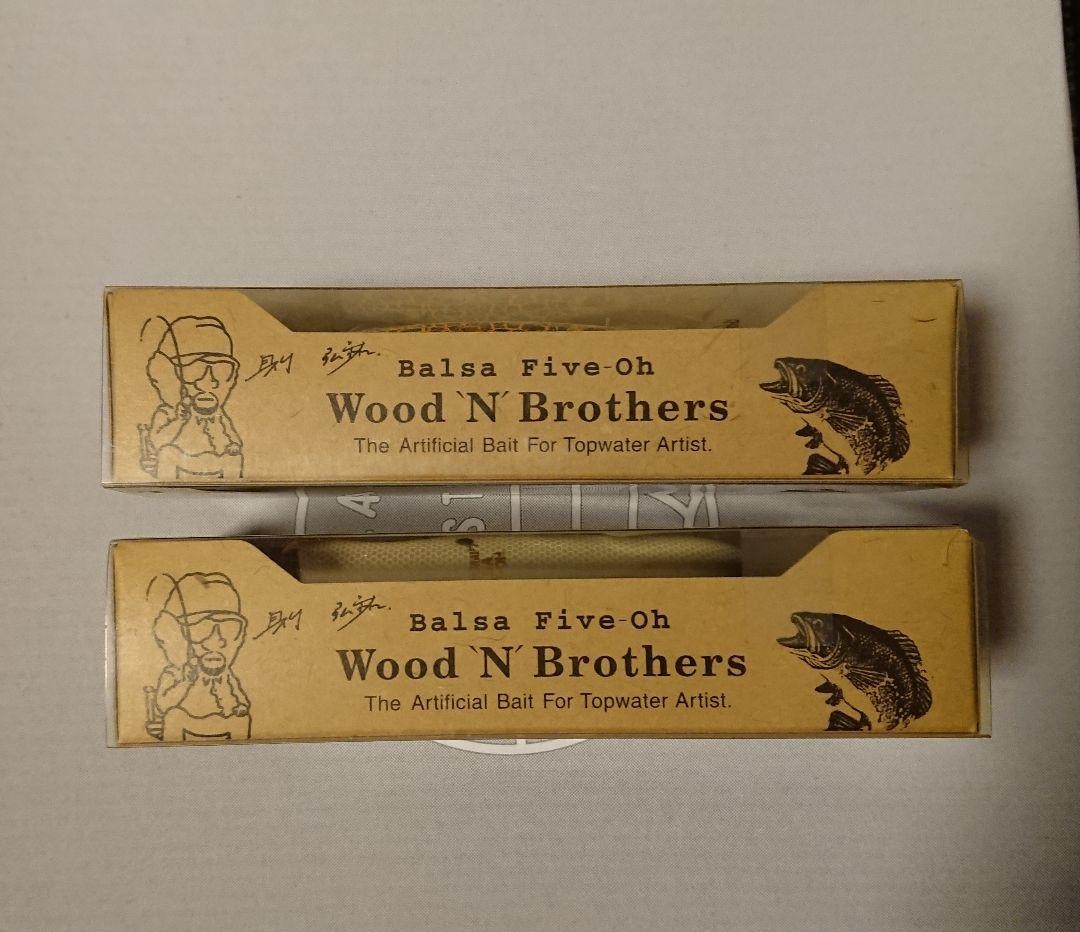 Balsa Five-Oh
Wood 'N' Brothers
The Artificial Bait For Topwater Artist.
A
ST
Balsa Five-Oh
Wood 'N' Brothers
The Artificial Bait For Topwater Artist.